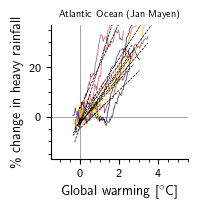 Atlantic Ocean (Jan Mayen)
% change in heavy rainfall
20
0
0 2 4
Global warming [°C]